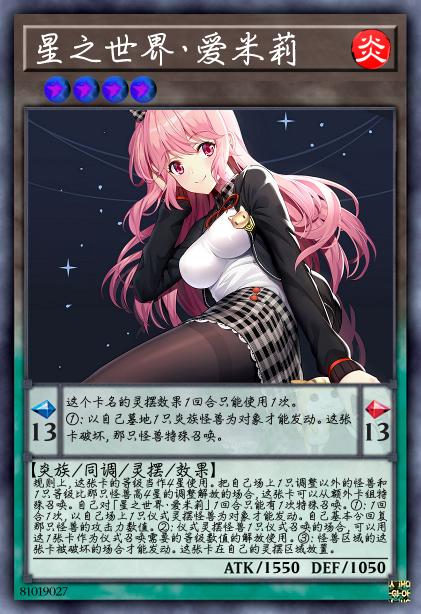 星之世界·爱米莉
炎
这个卡名的灵摆效果1回合只能使用1次。
①:以自己墓地1只炎族怪兽为对象才能发动。这张
卡破坏,那只怪兽特殊召唤。
13
13
【炎族/同调/灵摆/效果】
规则上,这张卡的等级当作4星使用。把自己场上1只调整以外的怪兽和
1只等级比那只怪兽高4星的调整解放的场合,这张卡可以从额外卡组特
殊召唤。自己对「星之世界·爱米莉」1回合只能有1次特殊召唤。①:1回
合1次,以自己场上1只仪式灵摆怪兽为对象才能发动。自己基本分回复
那只怪兽的攻击力数值。②:仪式灵摆怪兽1只仪式召唤的场合,可以用
这1张卡作为仪式召唤需要的等级数值的解放使用。③:怪兽区域的这
张卡被破坏的场合才能发动。这张卡在自己的灵摆区域放置。
ATK/1550 DEF/1050
81019027